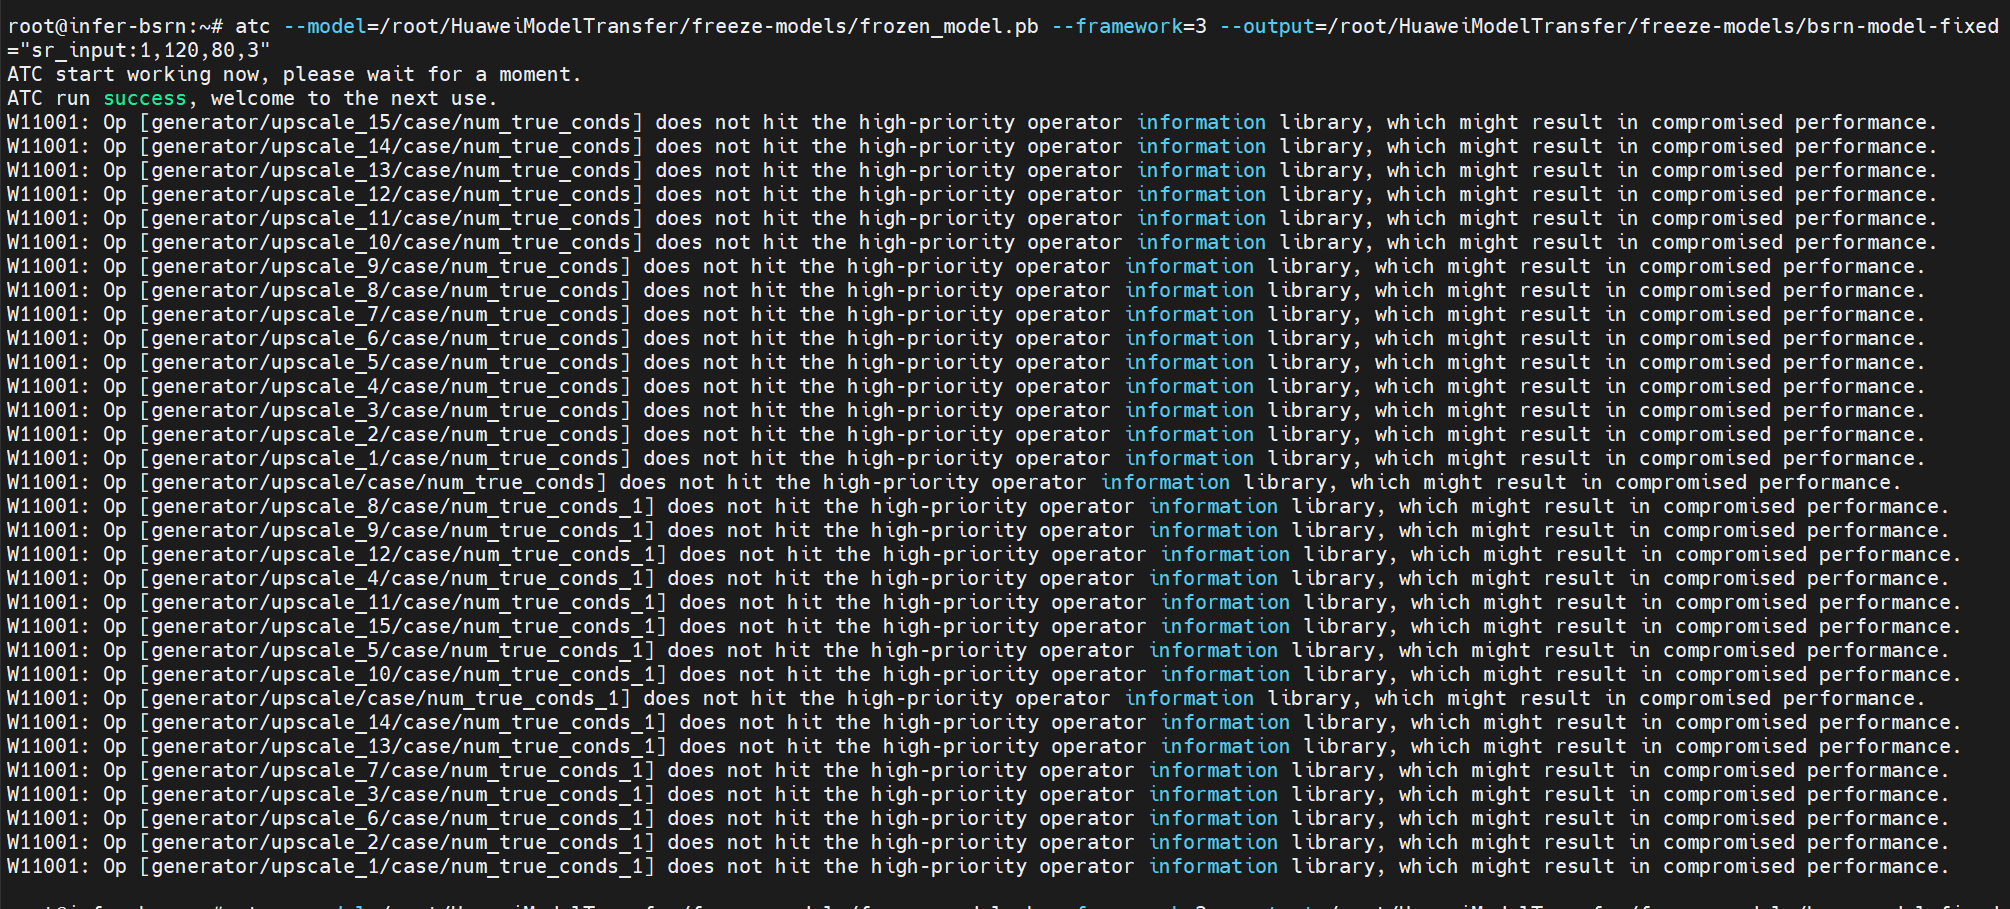 root@infer-bsrn:~# atc --model=/root/HuaweiModelTransfer/freeze-models/frozen_model.pb --framework=3 --output=/root/HuaweiModelTransfer/freeze-models/bsrn-model-fixed
="sr_input:1,120,80,3"
ATC start working now, please wait for a moment.
ATC run success, welcome to the next use.
W11001: Op [generator/upscale_15/case/num_true_conds] does not hit the high-priority operator information library, which might result in compromised performance.
W11001: Op [generator/upscale_14/case/num_true_conds] does not hit the high-priority operator information library, which might result in compromised performance.
W11001: Op [generator/upscale_13/case/num_true_conds] does not hit the high-priority operator information library, which might result in compromised performance.
W11001: Op [generator/upscale_12/case/num_true_conds] does not hit the high-priority operator information library, which might result in compromised performance.
W11001: Op [generator/upscale_11/case/num_true_conds] does not hit the high-priority operator information library, which might result in compromised performance.
W11001: Op [generator/upscale_10/case/num_true_conds] does not hit the high-priority operator information library, which might result in compromised performance.
W11001: Op [generator/upscale_9/case/num_true_conds] does not hit the high-priority operator information library, which might result in compromised performance.
W11001: Op [generator/upscale_8/case/num_true_conds] does not hit the high-priority operator information library, which might result in compromised performance.
W11001: Op [generator/upscale_7/case/num_true_conds] does not hit the high-priority operator information library, which might result in compromised performance.
W11001: Op [generator/upscale_6/case/num_true_conds] does not hit the high-priority operator information library, which might result in compromised performance.
W11001: Op [generator/upscale_5/case/num_true_conds] does not hit the high-priority operator information library, which might result in compromised performance.
W11001: Op [generator/upscale_4/case/num_true_conds] does not hit the high-priority operator information library, which might result in compromised performance.
W11001: Op [generator/upscale_3/case/num_true_conds] does not hit the high-priority operator information library, which might result in compromised performance.
W11001: Op [generator/upscale_2/case/num_true_conds] does not hit the high-priority operator information library, which might result in compromised performance.
W11001: Op [generator/upscale_1/case/num_true_conds] does not hit the high-priority operator information library, which might result in compromised performance.
W11001: Op [generator/upscale/case/num_true_conds] does not hit the high-priority operator information library, which might result in compromised performance.
W11001: Op [generator/upscale_8/case/num_true_conds_1] does not hit the high-priority operator information library, which might result in compromised performance.
W11001: Op [generator/upscale_9/case/num_true_conds_1] does not hit the high-priority operator information library, which might result in compromised performance.
W11001: Op [generator/upscale_12/case/num_true_conds_1] does not hit the high-priority operator information library, which might result in compromised performance.
W11001: Op [generator/upscale_4/case/num_true_conds_1] does not hit the high-priority operator information library, which might result in compromised performance.
W11001: Op [generator/upscale_11/case/num_true_conds_1] does not hit the high-priority operator information library, which might result in compromised performance.
W11001: Op [generator/upscale_15/case/num_true_conds_1] does not hit the high-priority operator information library, which might result in compromised performance.
W11001: Op [generator/upscale_5/case/num_true_conds_1] does not hit the high-priority operator information library, which might result in compromised performance.
W11001: Op [generator/upscale_10/case/num_true_conds_1] does not hit the high-priority operator information library, which might result in compromised performance.
W11001: Op [generator/upscale/case/num_true_conds_1] does not hit the high-priority operator information library, which might result in compromised performance.
W11001: Op [generator/upscale_14/case/num_true_conds_1] does not hit the high-priority operator information library, which might result in compromised performance.
W11001: Op [generator/upscale_13/case/num_true_conds_1] does not hit the high-priority operator information library, which might result in compromised performance.
W11001: Op [generator/upscale_7/case/num_true_conds_1] does not hit the high-priority operator information library, which might result in compromised performance.
W11001: Op [generator/upscale_3/case/num_true_conds_1] does not hit the high-priority operator information library, which might result in compromised performance.
W11001: Op [generator/upscale_6/case/num_true_conds_1] does not hit the high-priority operator information library, which might result in compromised performance.
W11001: Op [generator/upscale_2/case/num_true_conds_1] does not hit the high-priority operator information library, which might result in compromised performance.
W11001: Op [generator/upscale_1/case/num_true_conds_1] does not hit the high-priority operator information library, which might result in compromised performance.